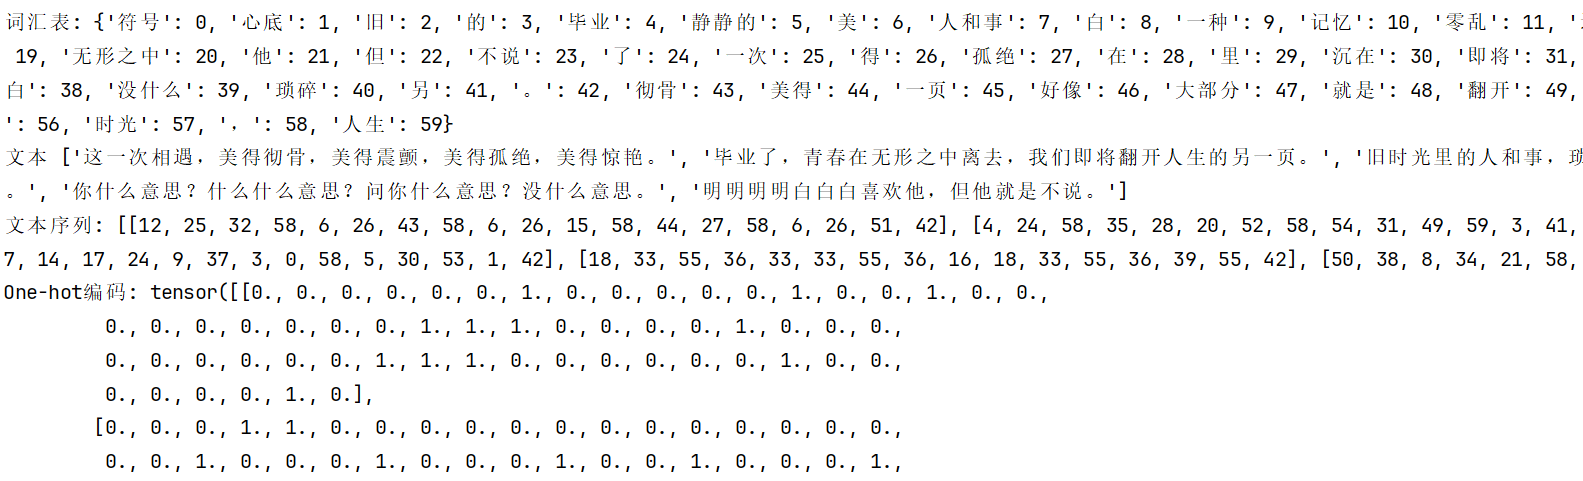 词汇表: {'符号': 0, '心底': 1, '旧': 2, '的': 3, '毕业': 4, '静静的': 5, '美': 6, '人和事': 7, '白': 8, '一种': 9, '记忆': 10, '零乱': 11, '
19, '无形之中': 20, '他': 21, '但': 22, '不说': 23, '了': 24, '一次': 25, '得': 26, '孤绝': 27, '在': 28, '里': 29, '沉在': 30, '即将': 31,
白': 38, '没什么': 39, '琐碎': 40, '另': 41, '。': 42, '彻骨': 43, '美得': 44, '一页': 45, '好像': 46, '大部分': 47, '就是': 48, '翻开': 49,
': 56, '时光': 57, '，': 58, '人生': 59}
文本 ['这一次相遇，美得彻骨，美得震颤，美得孤绝，美得惊艳。', '毕业了，青春在无形之中离去，我们即将翻开人生的另一页。', '旧时光里的人和事，琐
。', '你什么意思？什么什么意思？问你什么意思？没什么意思。', '明明明明白白白喜欢他，但他就是不说。']
文本序列: [[12, 25, 32, 58, 6, 26, 43, 58, 6, 26, 15, 58, 44, 27, 58, 6, 26, 51, 42], [4, 24, 58, 35, 28, 20, 52, 58, 54, 31, 49, 59, 3, 41,
7, 14, 17, 24, 9, 37, 3, 0, 58, 5, 30, 53, 1, 42], [18, 33, 55, 36, 33, 33, 55, 36, 16, 18, 33, 55, 36, 39, 55, 42], [50, 38, 8, 34, 21, 58,
One-hot编码: tensor([[0., 0., 0., 0., 0., 0., 1., 0., 0., 0., 0., 0., 1., 0., 0., 1., 0., 0.,
0., 0., 0., 0., 0., 0., 0., 1., 1., 1., 0., 0., 0., 0., 1., 0., 0., 0.,
0., 0., 0., 0., 0., 0., 1., 1., 1., 0., 0., 0., 0., 0., 0., 1., 0., 0.,
0., 0., 0., 0., 1., 0.],
[0., 0., 0., 1., 1., 0., 0., 0., 0., 0., 0., 0., 0., 0., 0., 0., 0., 0.,
0., 0., 1., 0., 0., 0., 1., 0., 0., 0., 1., 0., 0., 1., 0., 0., 0., 1.,